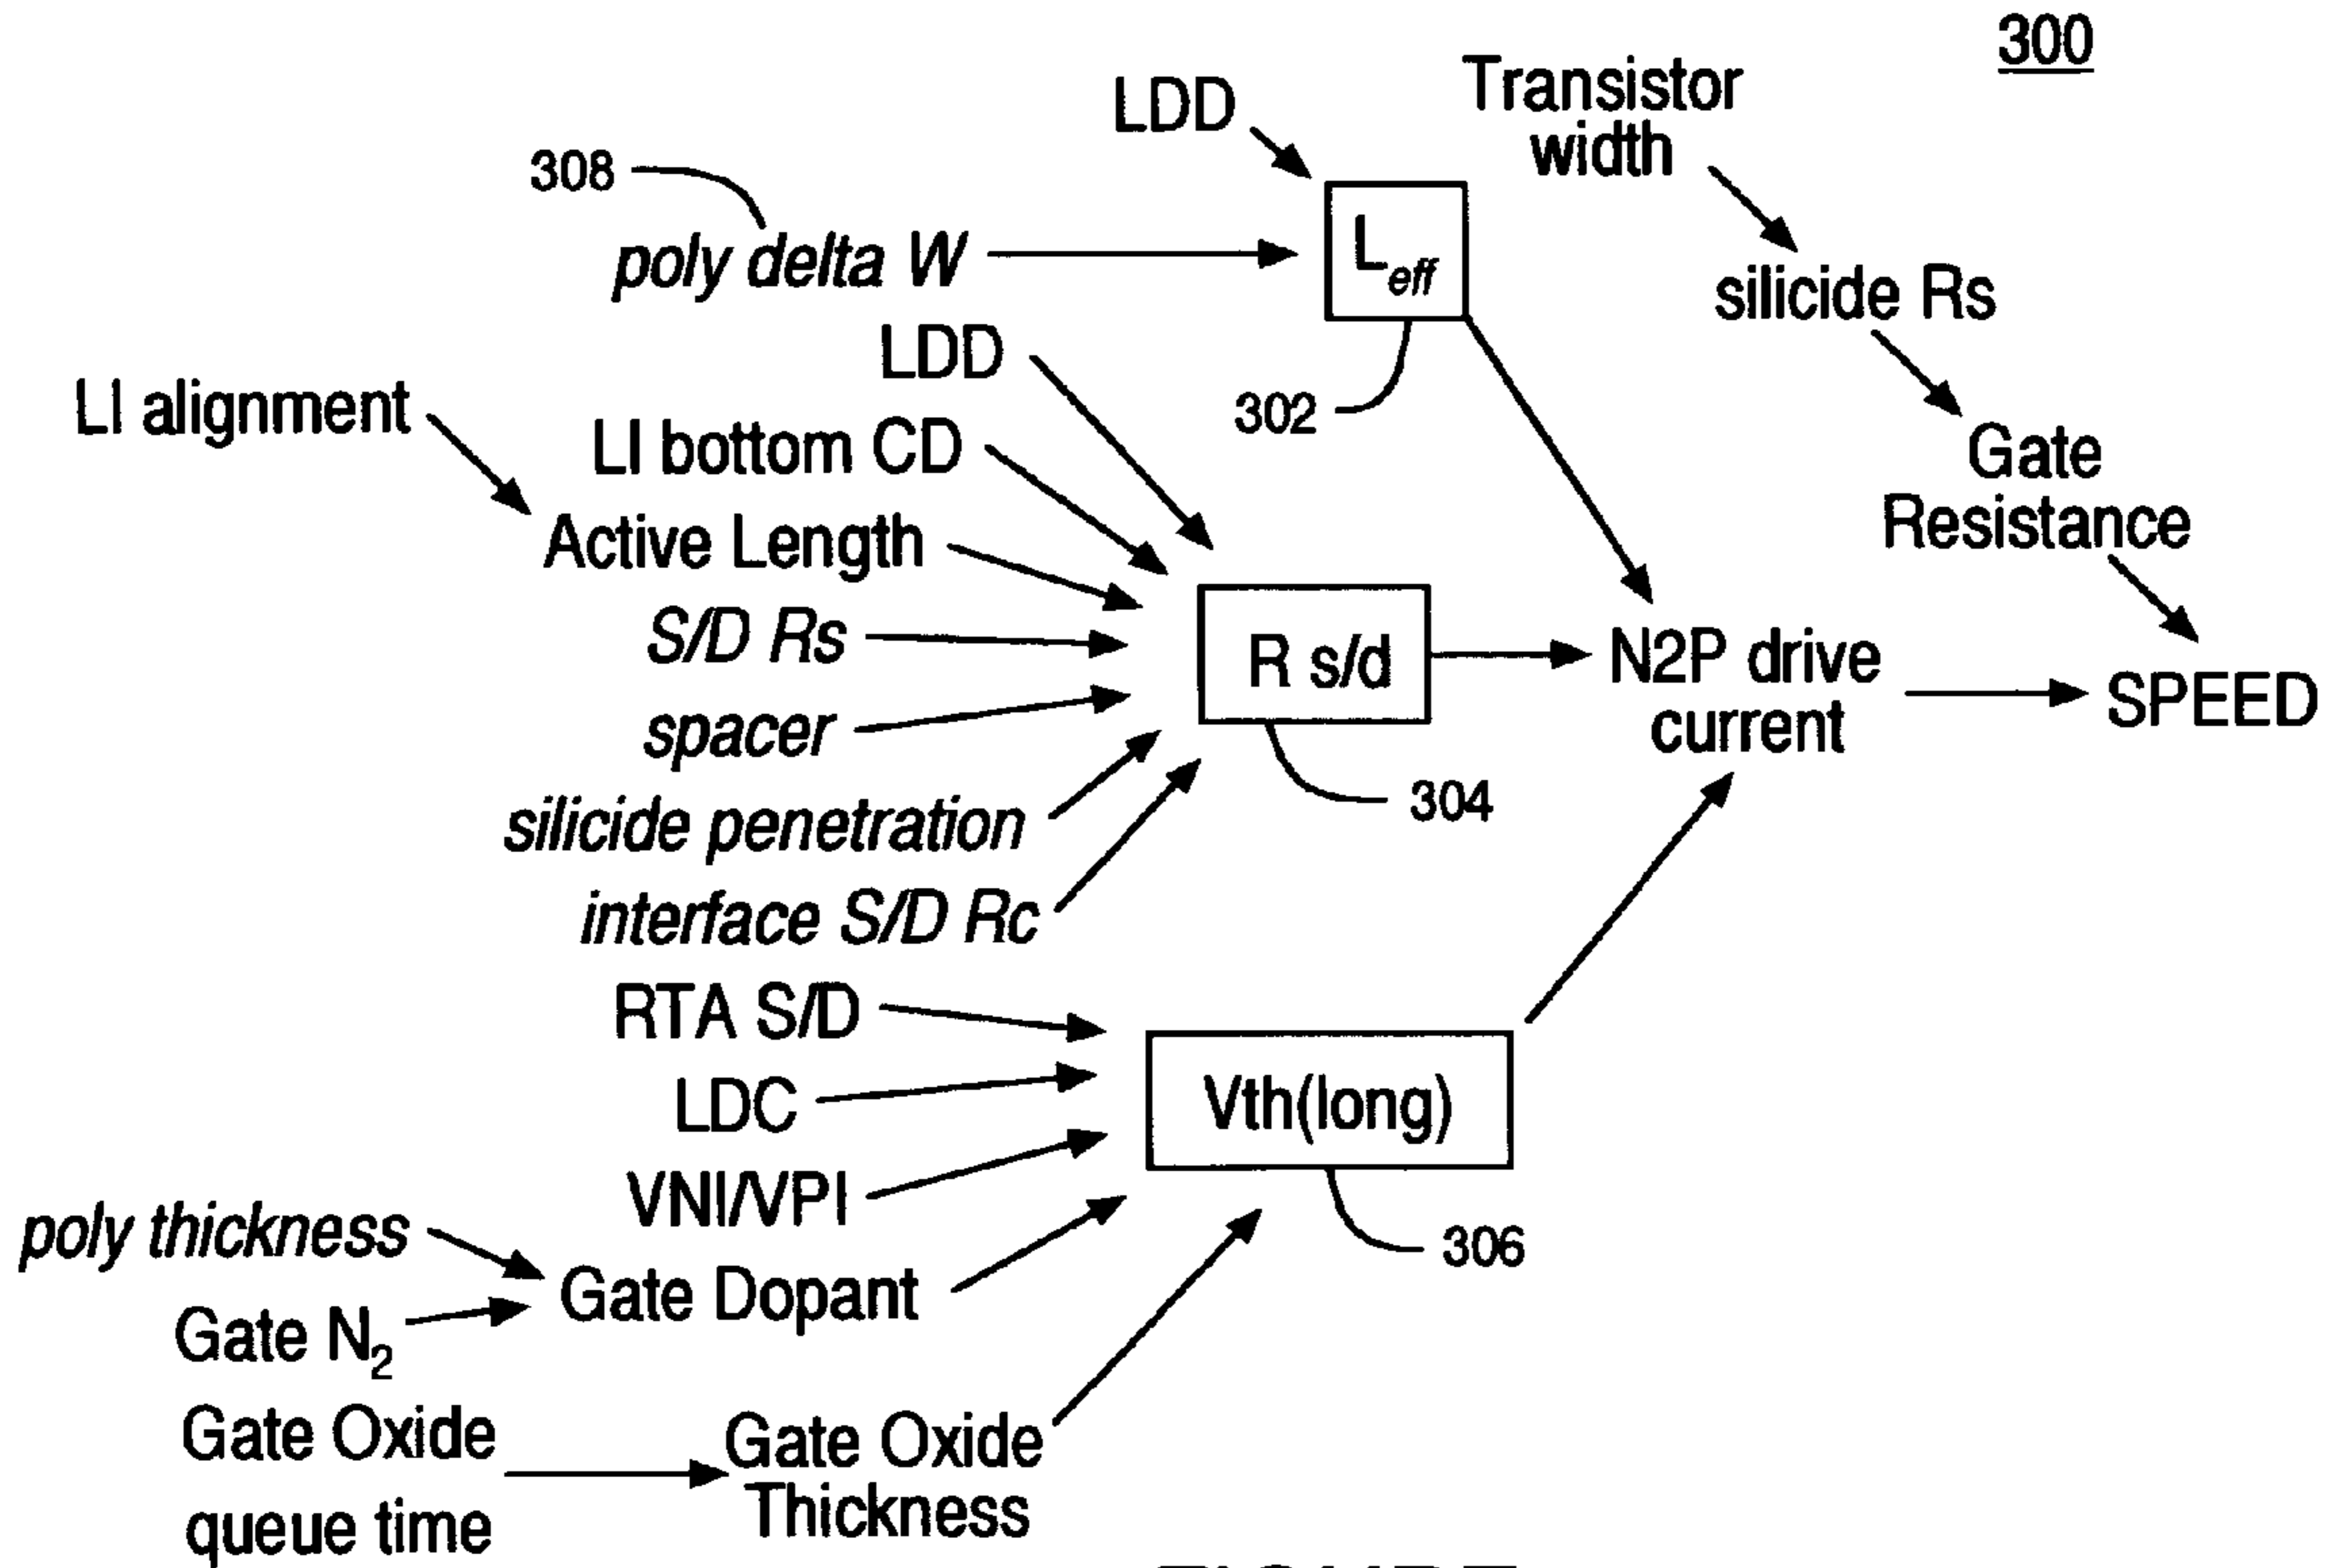 300
LDD
Transistor
width
308
poly delta W
L_eff
silicide Rs
LDD
LI alignment
302
LI bottom CD
Gate
Resistance
Active Length
S/D Rs
R s/d
N2P drive
current
SPEED
spacer
304
silicide penetration
interface S/D Rc
RTA S/D
LDC
Vth(long)
VNI/VPI
poly thickness
306
Gate Dopant
Gate N₂
Gate Oxide
queue time
Gate Oxide
Thickness